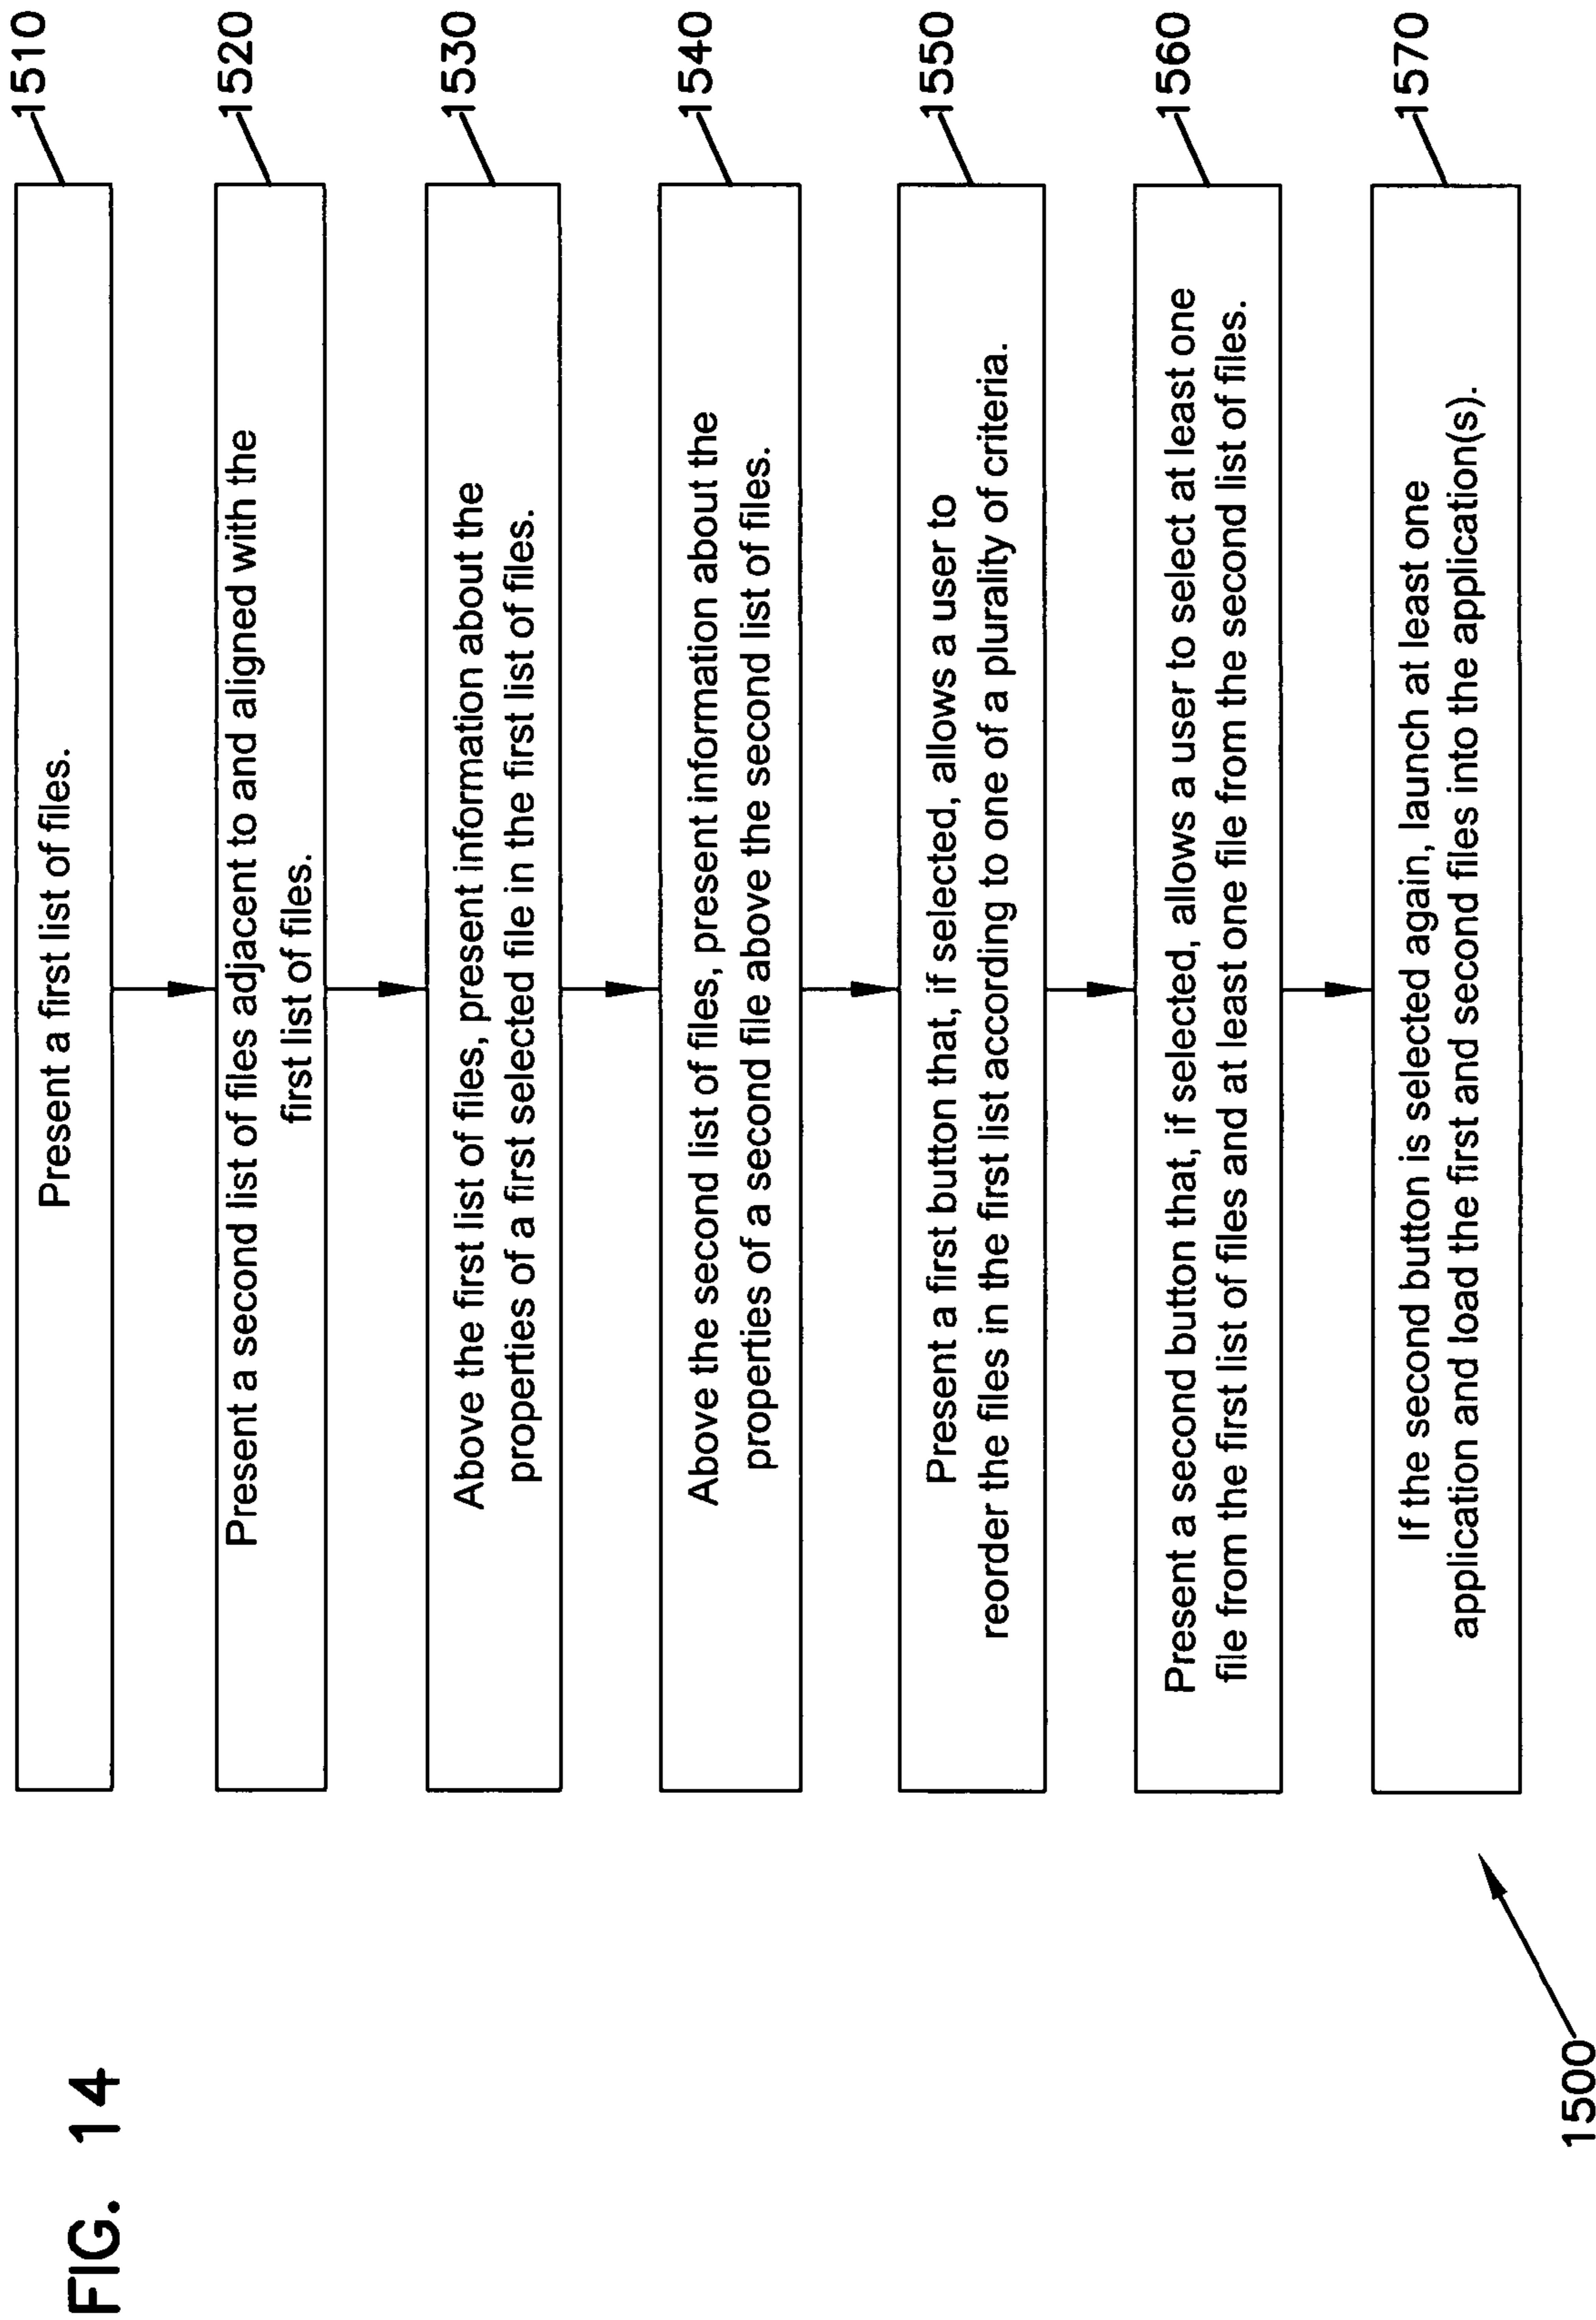 FIG. 14
Present a first list of files.
1510
Present a second list of files adjacent to and aligned with the
first list of files.
1520
Above the first list of files, present information about the
properties of a first selected file in the first list of files.
1530
Above the second list of files, present information about the
properties of a second file above the second list of files.
1540
Present a first button that, if selected, allows a user to
reorder the files in the first list according to one of a plurality of criteria.
1550
Present a second button that, if selected, allows a user to select at least one
file from the first list of files and at least one file from the second list of files.
1560
If the second button is selected again, launch at least one
application and load the first and second files into the application(s).
1570
1500